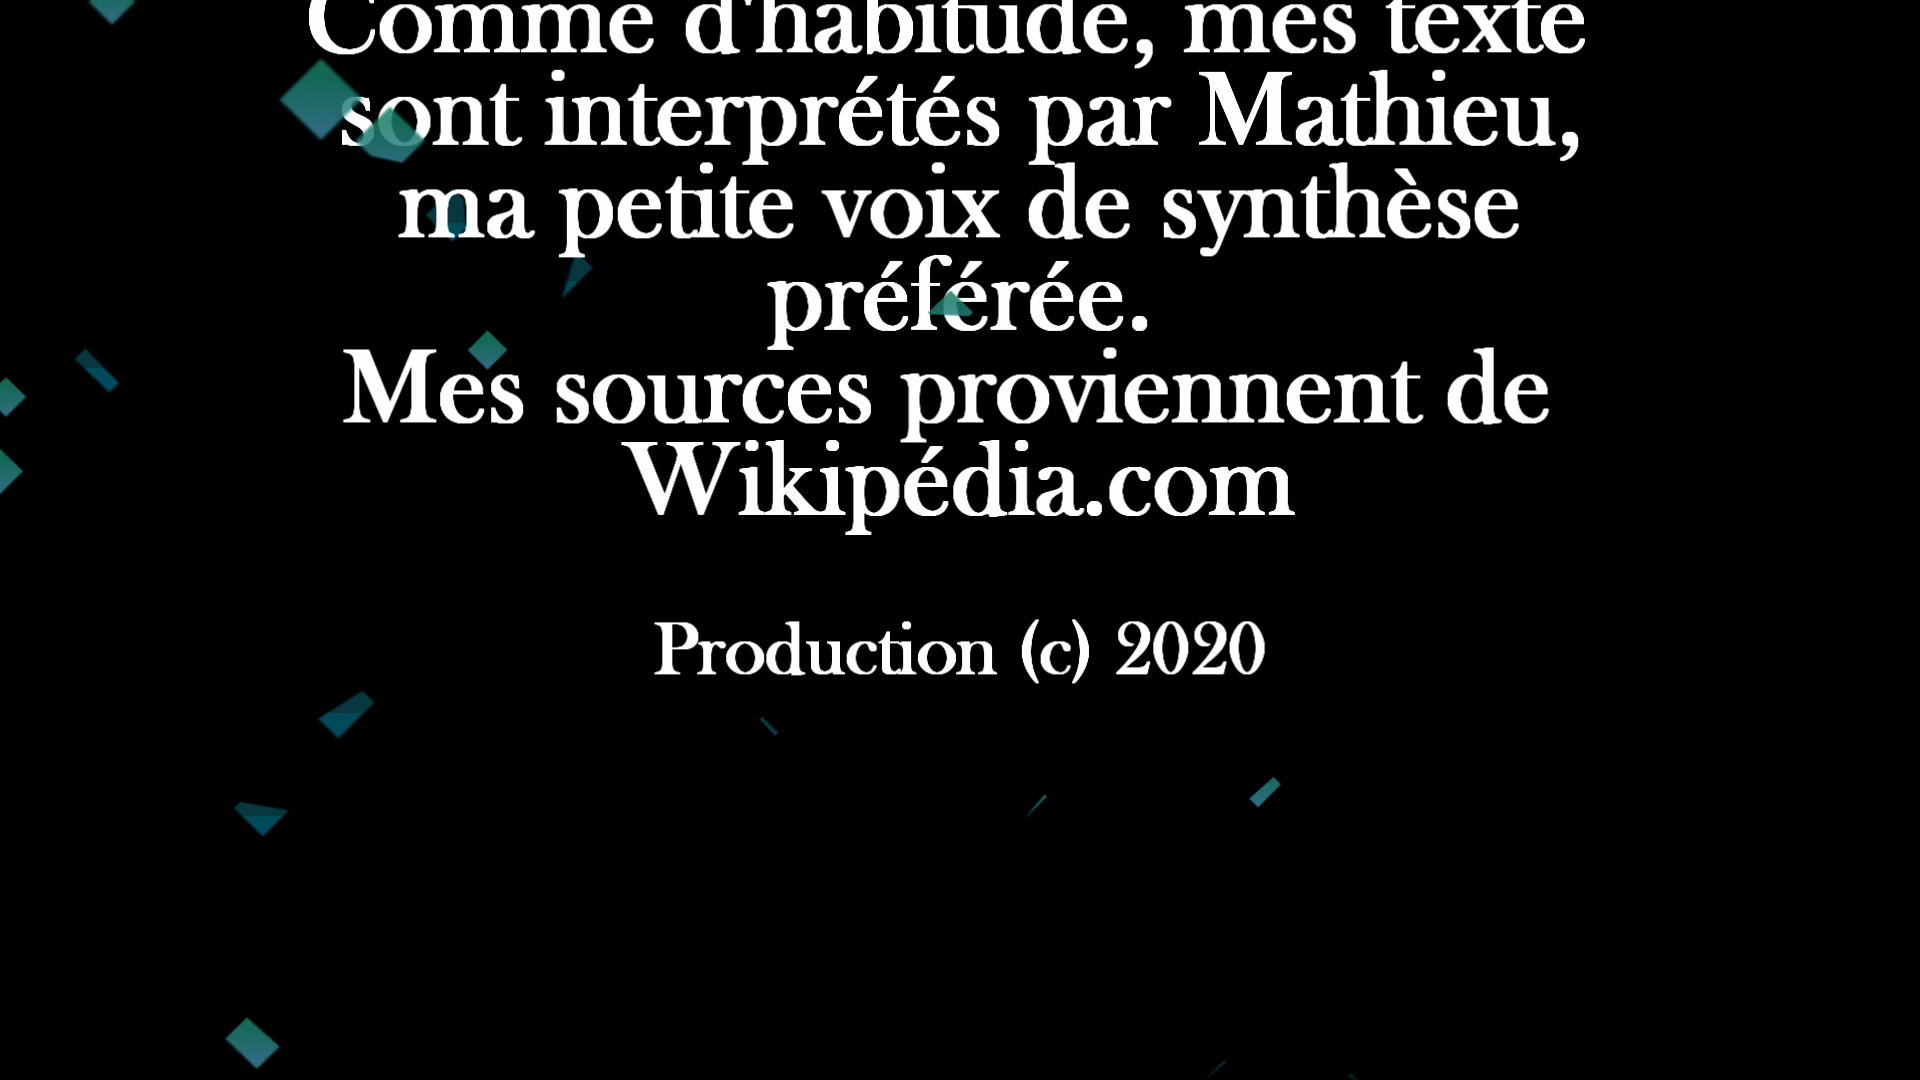 Comme d'habitude, mes texte
sont interprétés par Mathieu,
ma petite voix de synthèse
préférée.
Mes sources proviennent de
Wikipédia.com
Production (c) 2020